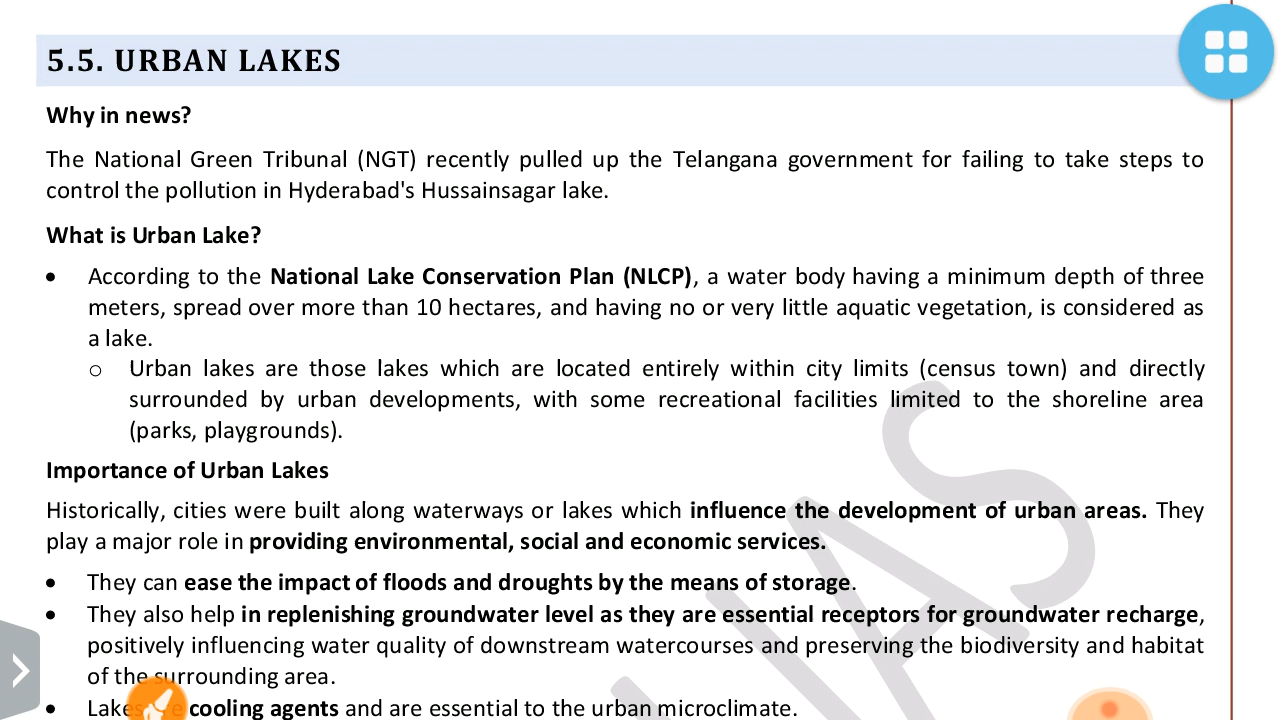 5.5. URBAN LAKES
Why in news?
The National Green Tribunal (NGT) recently pulled up the Telangana government for failing to take steps to
control the pollution in Hyderabad's Hussainsagar lake.
What is Urban Lake?
• According to the National Lake Conservation Plan (NLCP), a water body having a minimum depth of three
meters, spread over more than 10 hectares, and having no or very little aquatic vegetation, is considered as
a lake.
o Urban lakes are those lakes which are located entirely within city limits (census town) and directly
surrounded by urban developments, with some recreational facilities limited to the shoreline area
(parks, playgrounds).
Importance of Urban Lakes
Historically, cities were built along waterways or lakes which influence the development of urban areas. They
play a major role in providing environmental, social and economic services.
• They can ease the impact of floods and droughts by the means of storage.
• They also help in replenishing groundwater level as they are essential receptors for groundwater recharge,
positively influencing water quality of downstream watercourses and preserving the biodiversity and habitat
of the surrounding area.
• Lakes cooling agents and are essential to the urban microclimate.
IAS